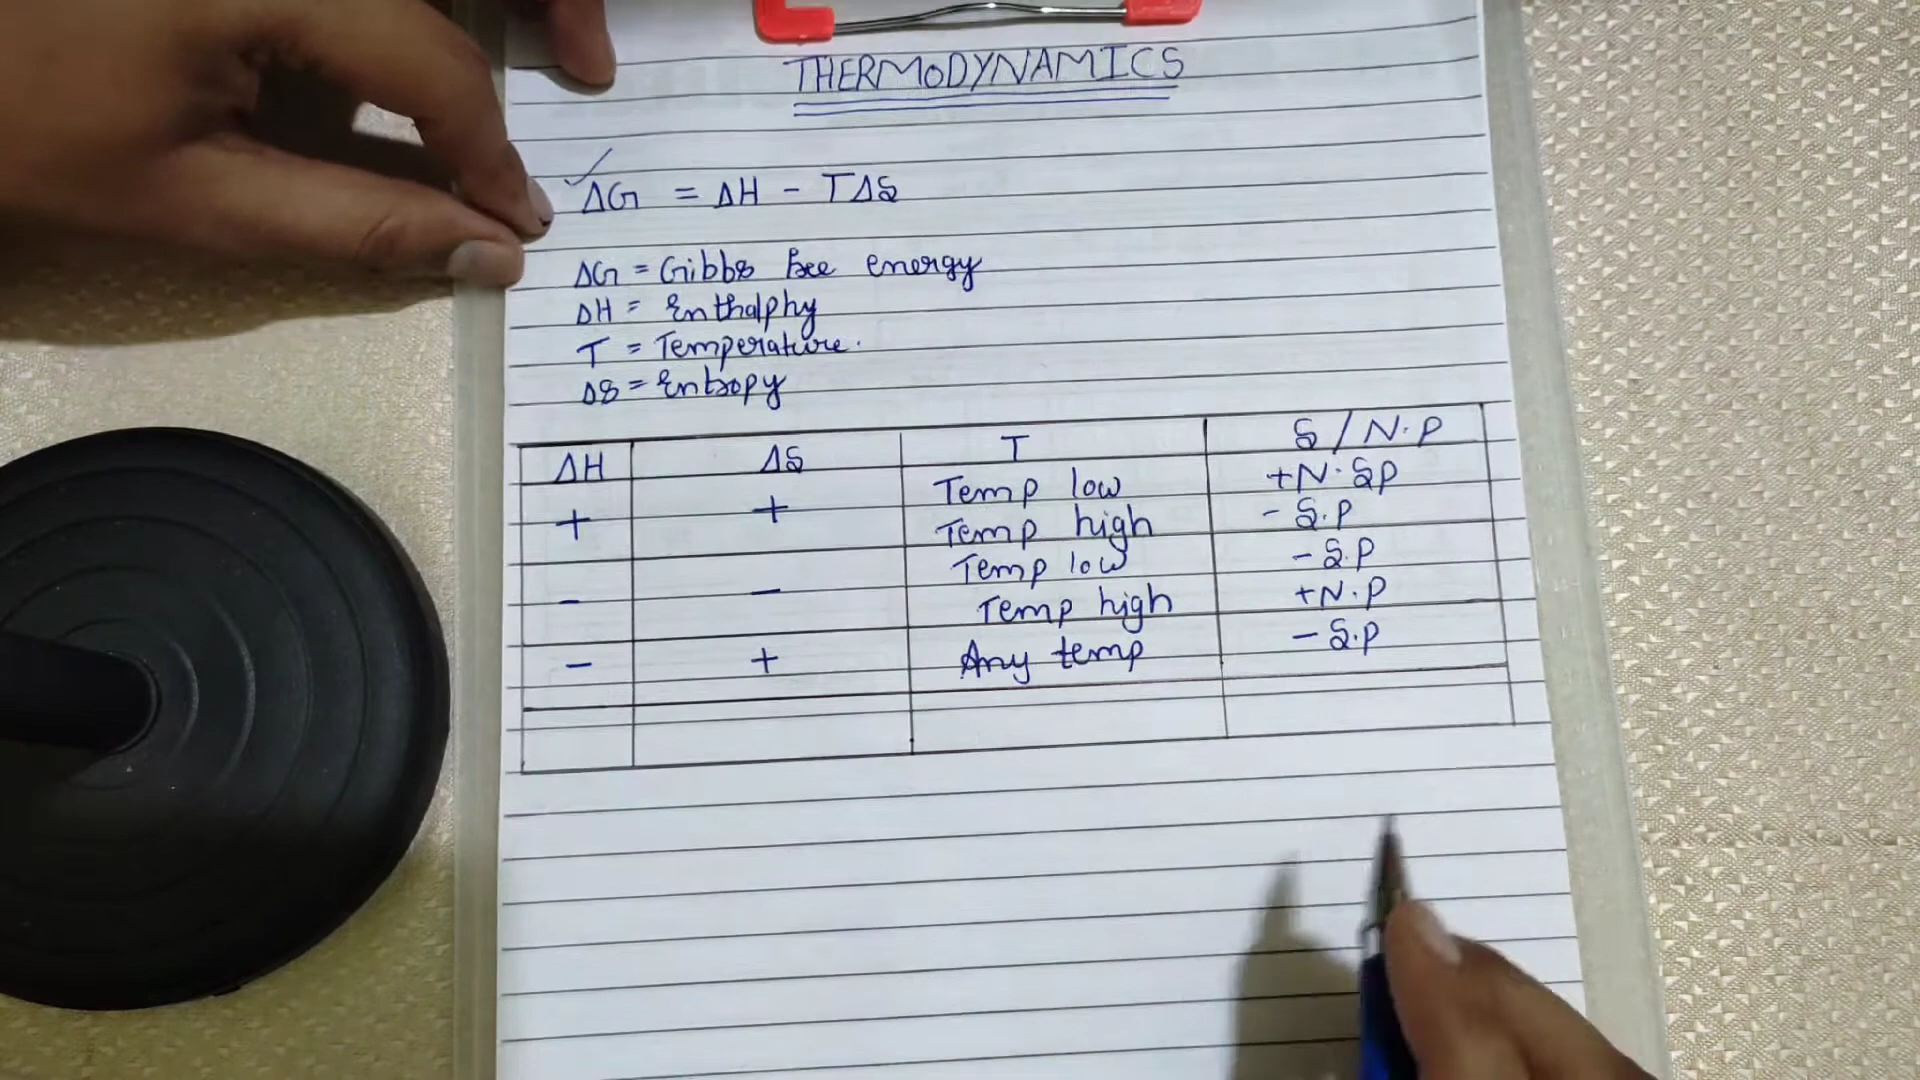 THERMODYNAMICS
✓ ΔG = ΔH - TΔS
ΔG = Gibbs free energy
ΔH = Enthalphy
T = Temperature.
ΔS = Entropy
ΔH ΔS T S / N.P
+ + Temp low +N.SP
Temp high - S.P
- - Temp low - S.P
Temp high +N.P
- + Any temp - S.P